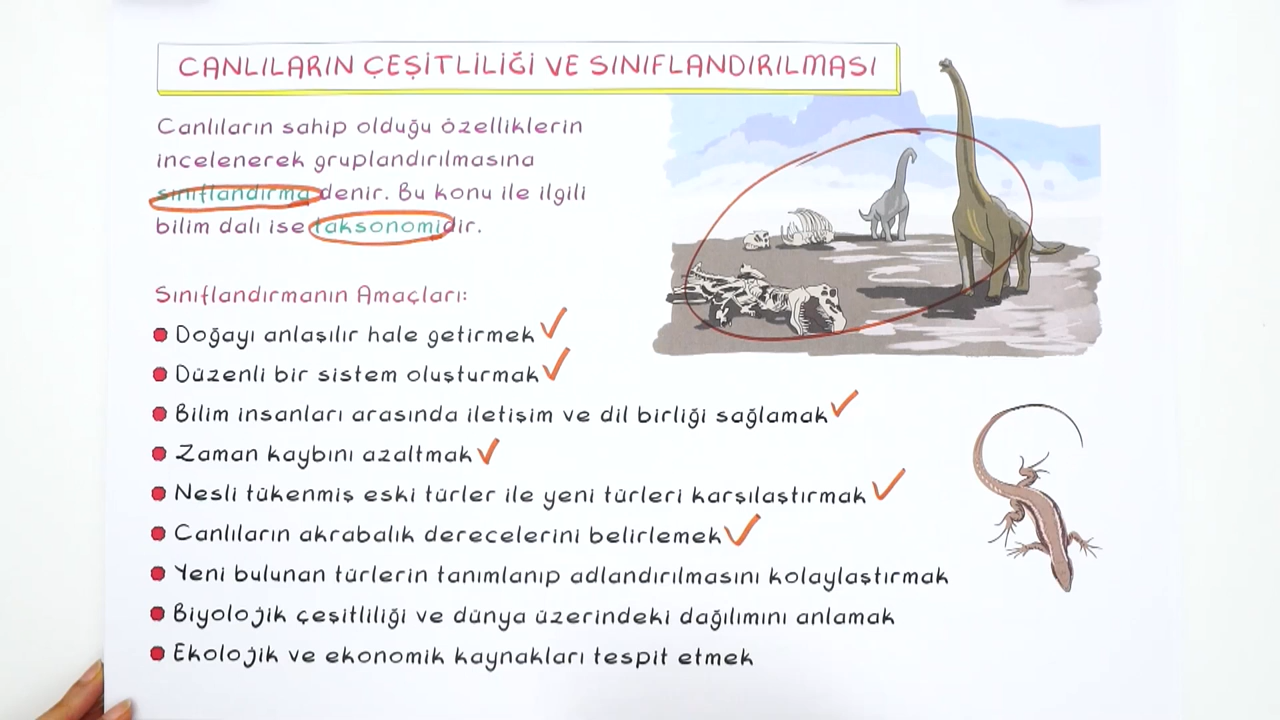 CANLILARIN ÇEŞİTLİLİĞİ VE SINIFLANDIRILMASI
Canlıların sahip olduğu özelliklerin
incelenerek gruplandırılmasına
sınıflandırma denir. Bu konu ile ilgili
bilim dalı ise taksonomidir.
Sınıflandırmanın Amaçları:
Doğayı anlaşılır hale getirmek
Düzenli bir sistem oluşturmak
Bilim insanları arasında iletişim ve dil birliği sağlamak
Zaman kaybını azaltmak
Nesli tükenmiş eski türler ile yeni türleri karşılaştırmak
Canlıların akrabalık derecelerini belirlemek
Yeni bulunan türlerin tanımlanıp adlandırılmasını kolaylaştırmak
Biyolojik çeşitliliği ve dünya üzerindeki dağılımını anlamak
Ekolojik ve ekonomik kaynakları tespit etmek